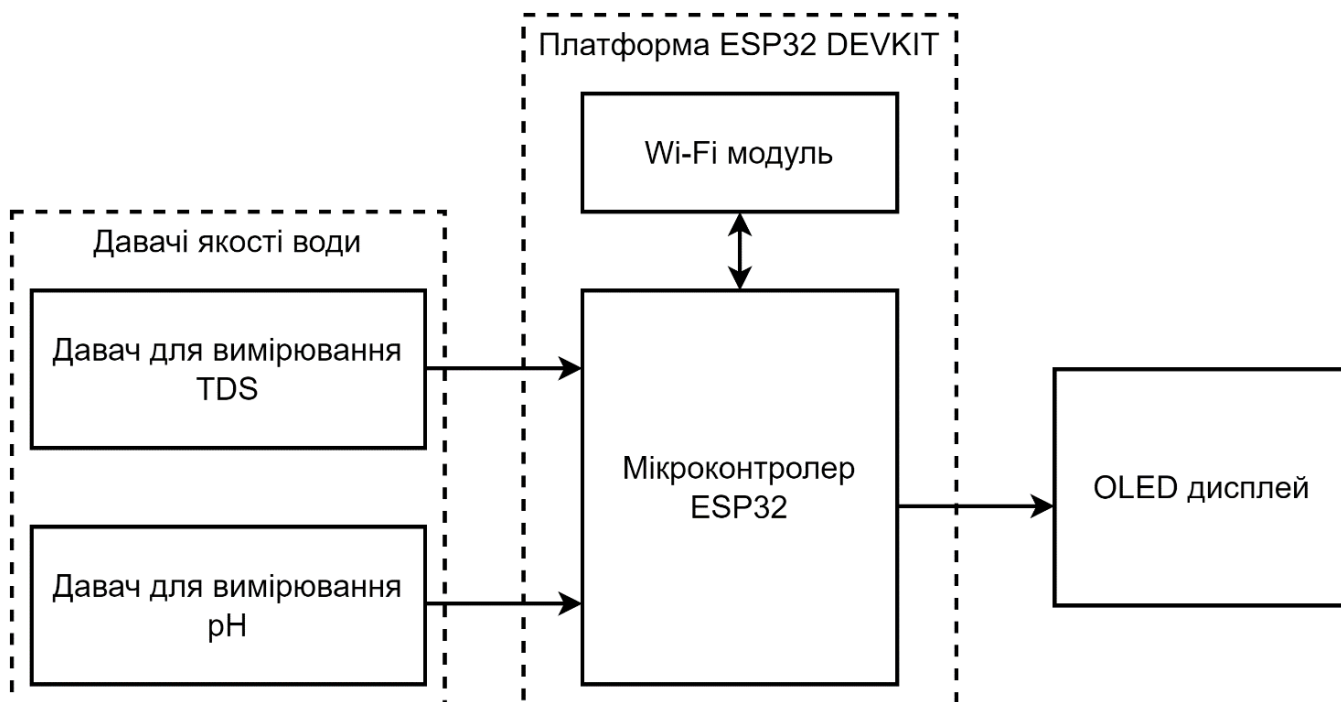 Платформа ESP32 DEVKIT
Wi-Fi модуль
Давачі якості води
Давач для вимірювання
TDS
Мікроконтролер
ESP32
OLED дисплей
Давач для вимірювання
pH